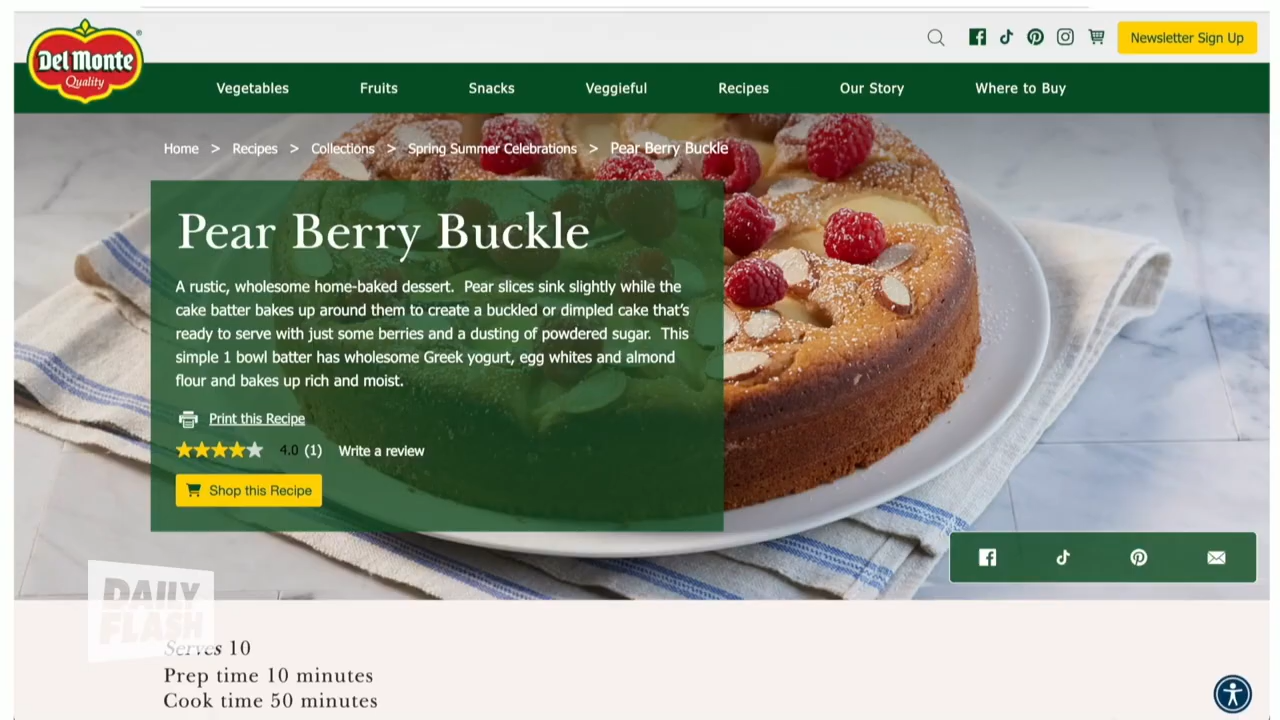 Del Monte
Quality
Newsletter Sign Up
Vegetables Fruits Snacks Veggieful Recipes Our Story Where to Buy
Home > Recipes > Collections > Spring Summer Celebrations > Pear Berry Buckle
Pear Berry Buckle
A rustic, wholesome home-baked dessert. Pear slices sink slightly while the
cake batter bakes up around them to create a buckled or dimpled cake that's
ready to serve with just some berries and a dusting of powdered sugar. This
simple 1 bowl batter has wholesome Greek yogurt, egg whites and almond
flour and bakes up rich and moist.
Print this Recipe
4.0 (1) Write a review
Shop this Recipe
DAILY
FLASH
Serves 10
Prep time 10 minutes
Cook time 50 minutes